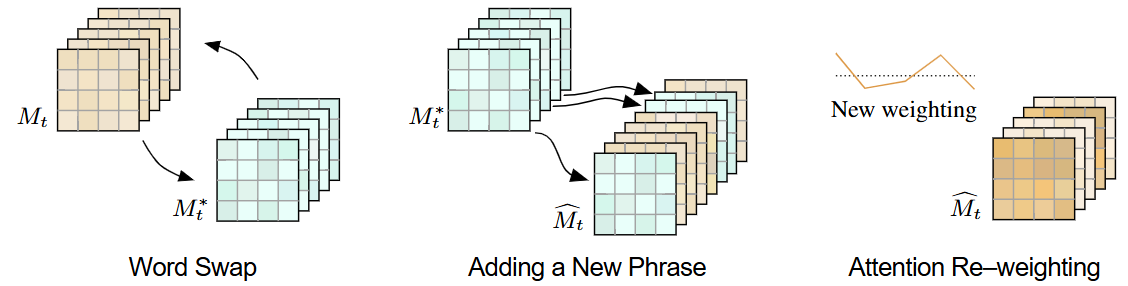 M_t
M_t^*
Word Swap
M_t^*
\widehat{M}_t
Adding a New Phrase
New weighting
\widehat{M}_t
Attention Re–weighting